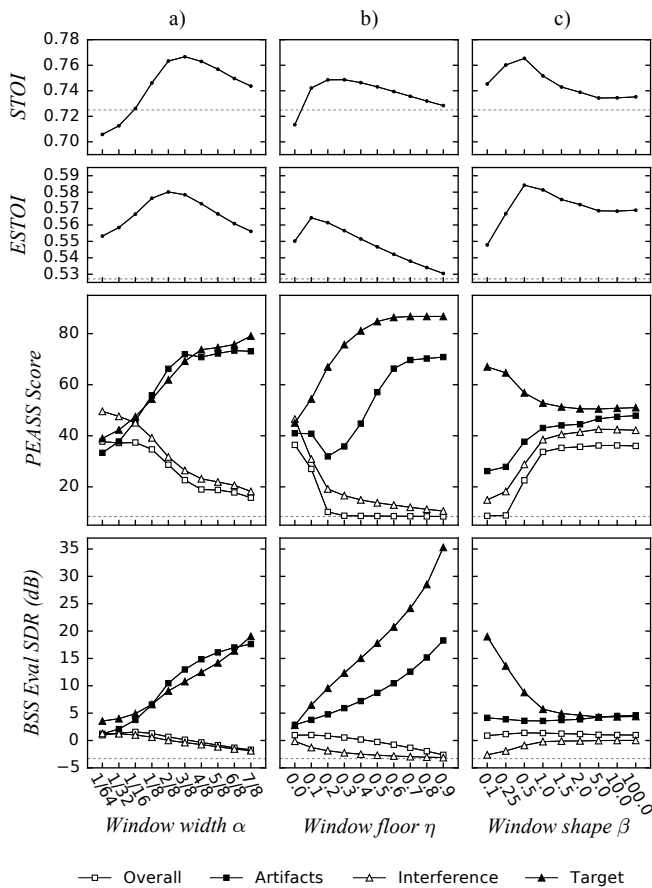 a) b) c)
STOI
0.78
0.76
0.74
0.72
0.70
ESTOI
0.59
0.58
0.57
0.56
0.55
0.54
0.53
PEASS Score
80
60
40
20
BSS Eval SDR (dB)
35
30
25
20
15
10
5
0
−5
1/64 1/32 1/16 1/8 2/8 3/8 4/8 5/8 6/8 7/8
0.0 0.1 0.2 0.3 0.4 0.5 0.6 0.7 0.8 0.9
0.1 0.25 0.5 1.0 1.5 2.0 5.0 10.0 100.0
Window width α Window floor η Window shape β
Overall Artifacts Interference Target